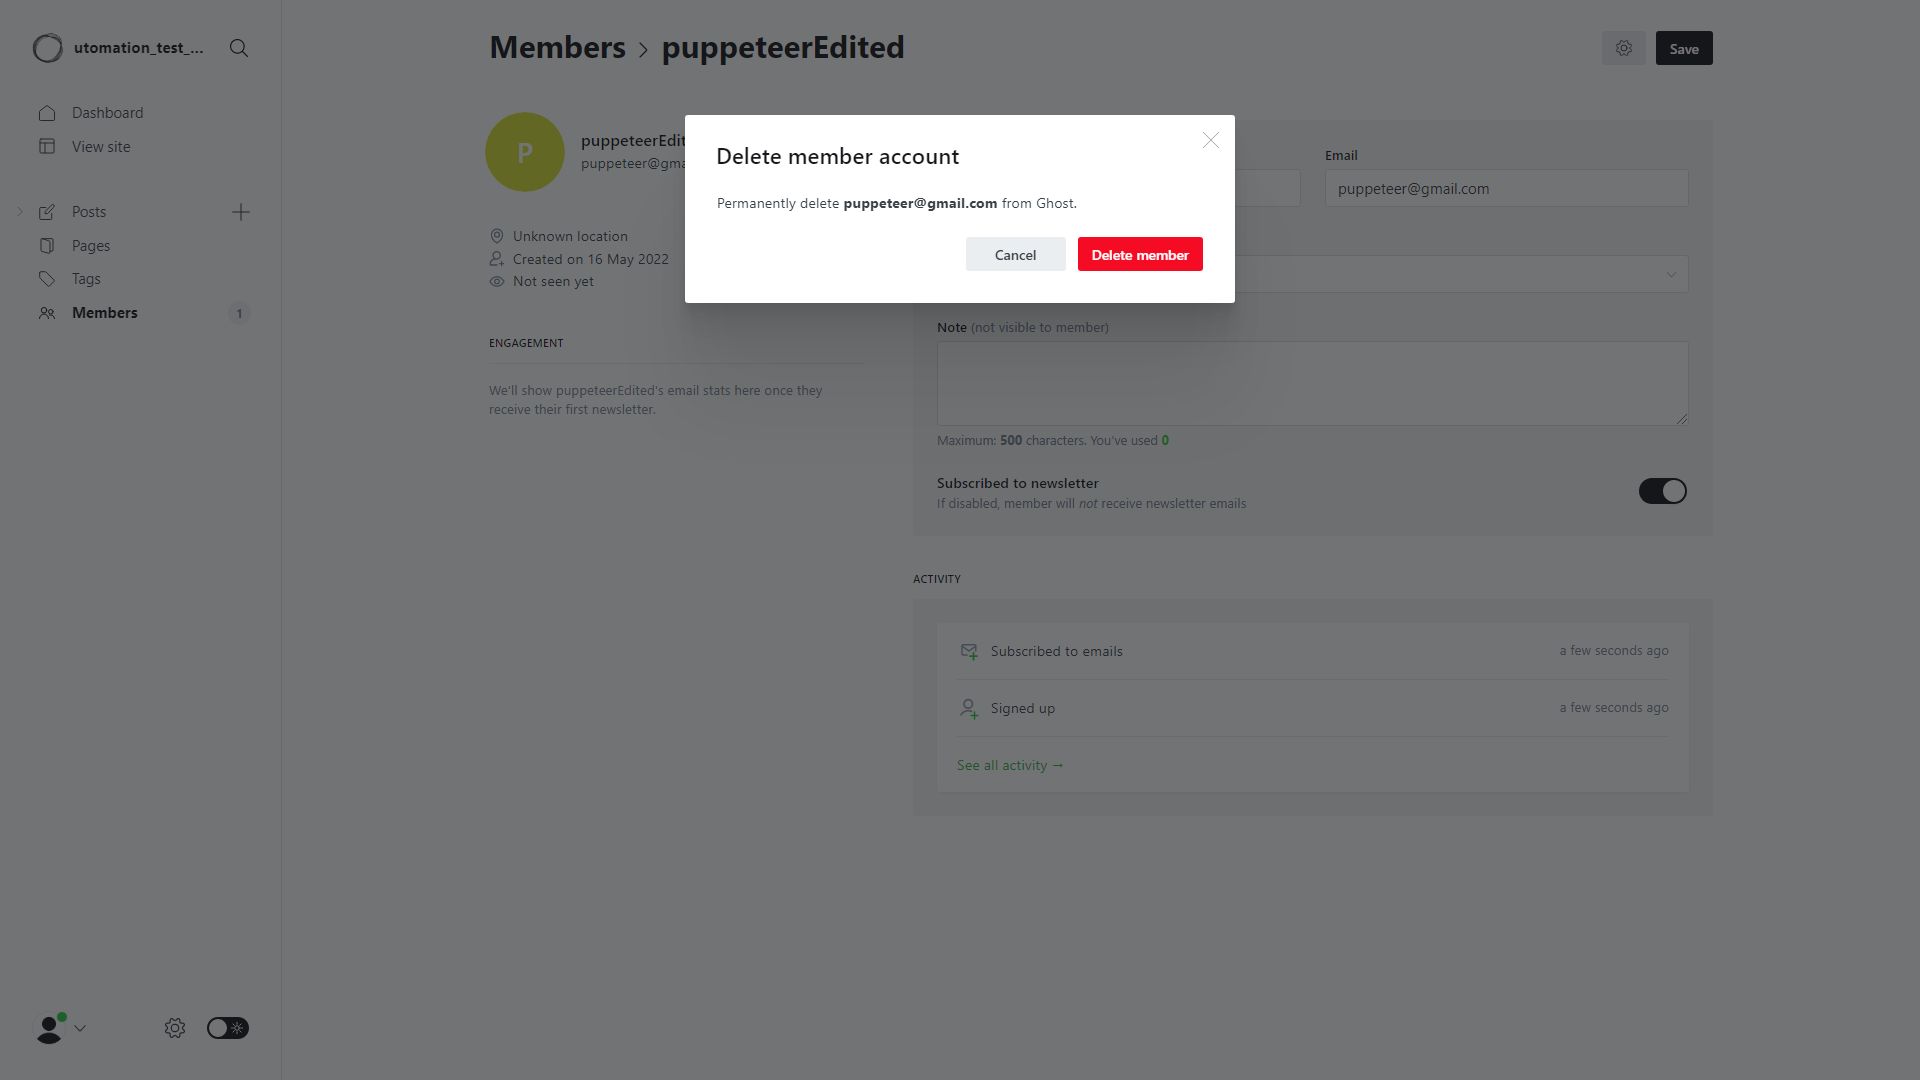 utomation_test_...
Dashboard
View site
Posts
Pages
Tags
Members
1
Members › puppeteerEdited
Save
P
puppeteerEdit
puppeteer@gma
Unknown location
Created on 16 May 2022
Not seen yet
ENGAGEMENT
We'll show puppeteerEdited's email stats here once they
receive their first newsletter.
Delete member account
Permanently delete puppeteer@gmail.com from Ghost.
Cancel
Delete member
Email
puppeteer@gmail.com
Note (not visible to member)
Maximum: 500 characters. You've used 0
Subscribed to newsletter
If disabled, member will not receive newsletter emails
ACTIVITY
Subscribed to emails
a few seconds ago
Signed up
a few seconds ago
See all activity →